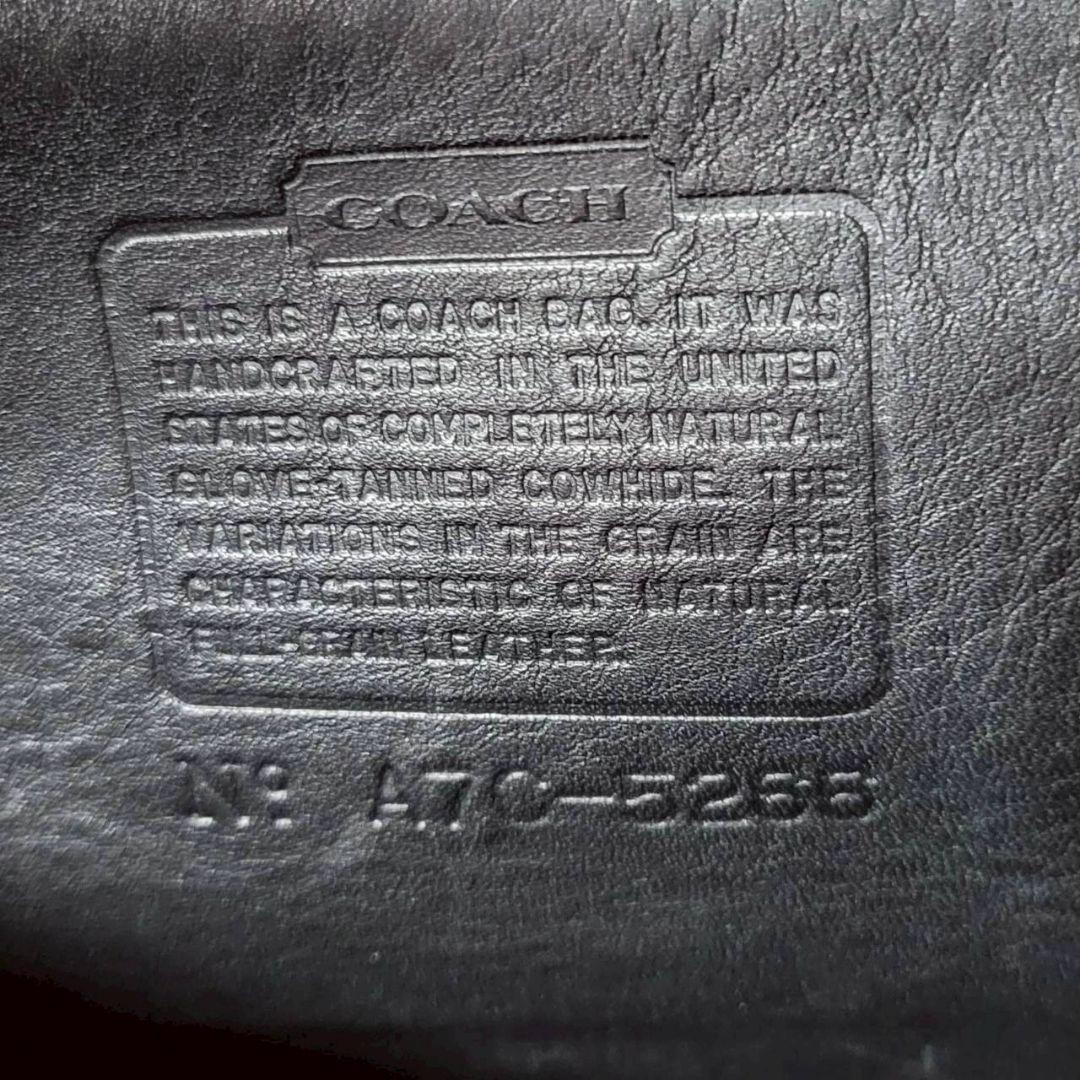 COACH
THIS IS A COACH BAG. IT WAS
HANDCRAFTED IN THE UNITED
STATES OF COMPLETELY NATURAL
GLOVE TANNED COWHIDE. THE
VARIATIONS IN THE GRAIN ARE
CHARACTERISTIC OF NATURAL
FULL-GRAIN LEATHER.
Nº